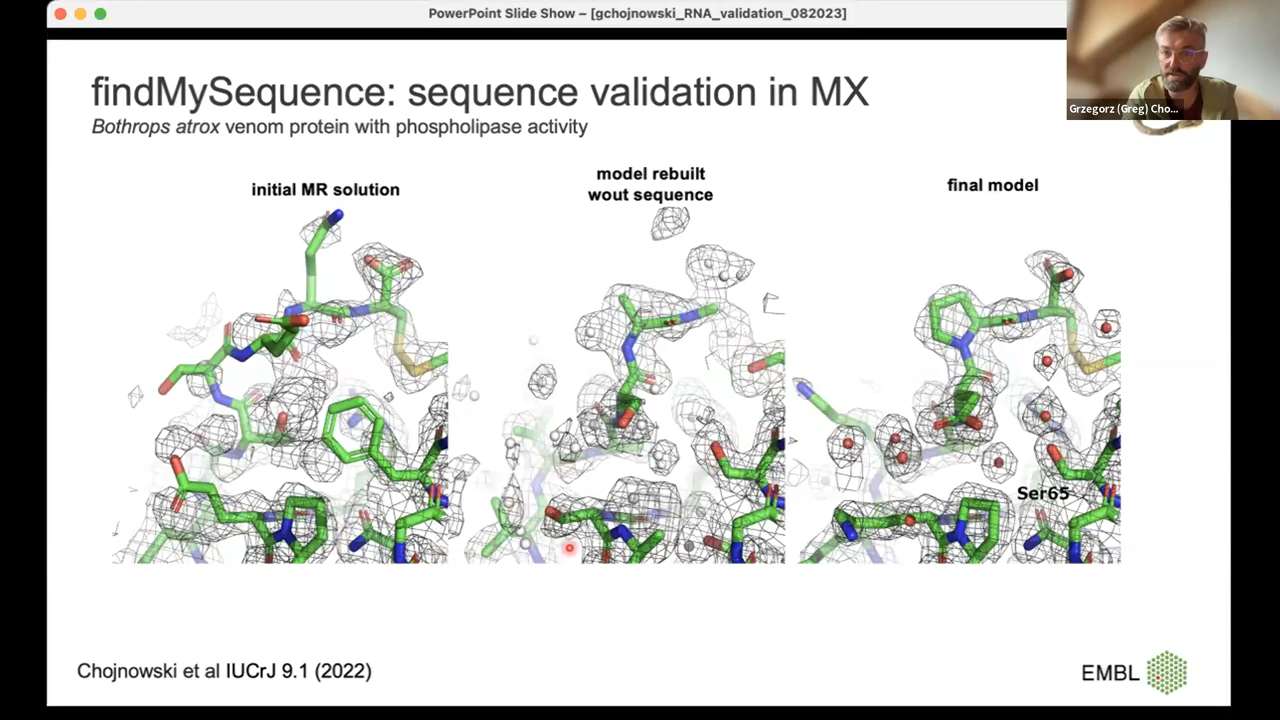 PowerPoint Slide Show – [gchojnowski_RNA_validation_082023]
Grzegorz (Greg) Cho...
findMySequence: sequence validation in MX
Bothrops atrox venom protein with phospholipase activity
initial MR solution
model rebuilt
wout sequence
final model
Ser65
Chojnowski et al IUCrJ 9.1 (2022)
EMBL